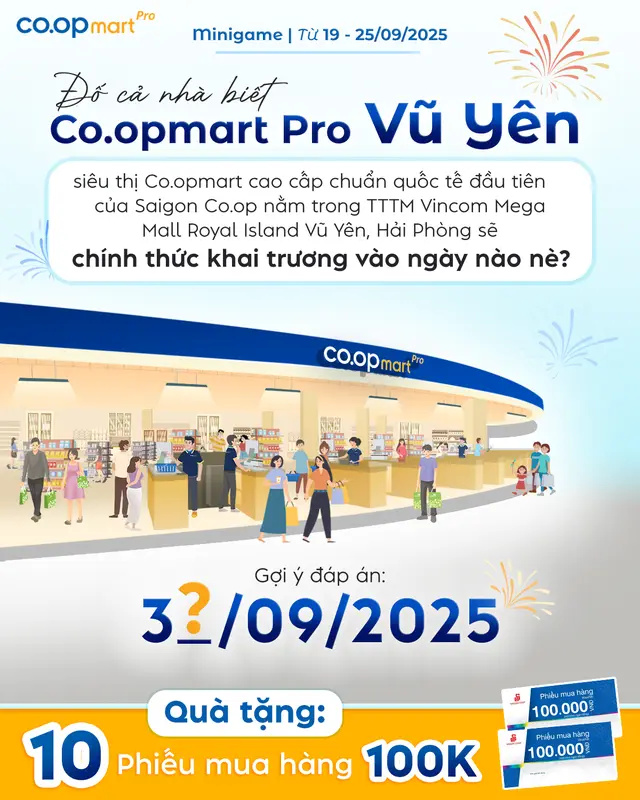 co.opmart Pro
Minigame | Từ 19 - 25/09/2025
Đố cả nhà biết
Co.opmart Pro Vũ Yên
siêu thị Co.opmart cao cấp chuẩn quốc tế đầu tiên
của Saigon Co.op nằm trong TTTM Vincom Mega
Mall Royal Island Vũ Yên, Hải Phòng sẽ
chính thức khai trương vào ngày nào nè?
co.opmart Pro
Gợi ý đáp án:
3?/09/2025
Quà tặng:
10 Phiếu mua hàng 100K
Phiếu mua hàng
100.000 VND
Phiếu mua hàng
100.000 VND